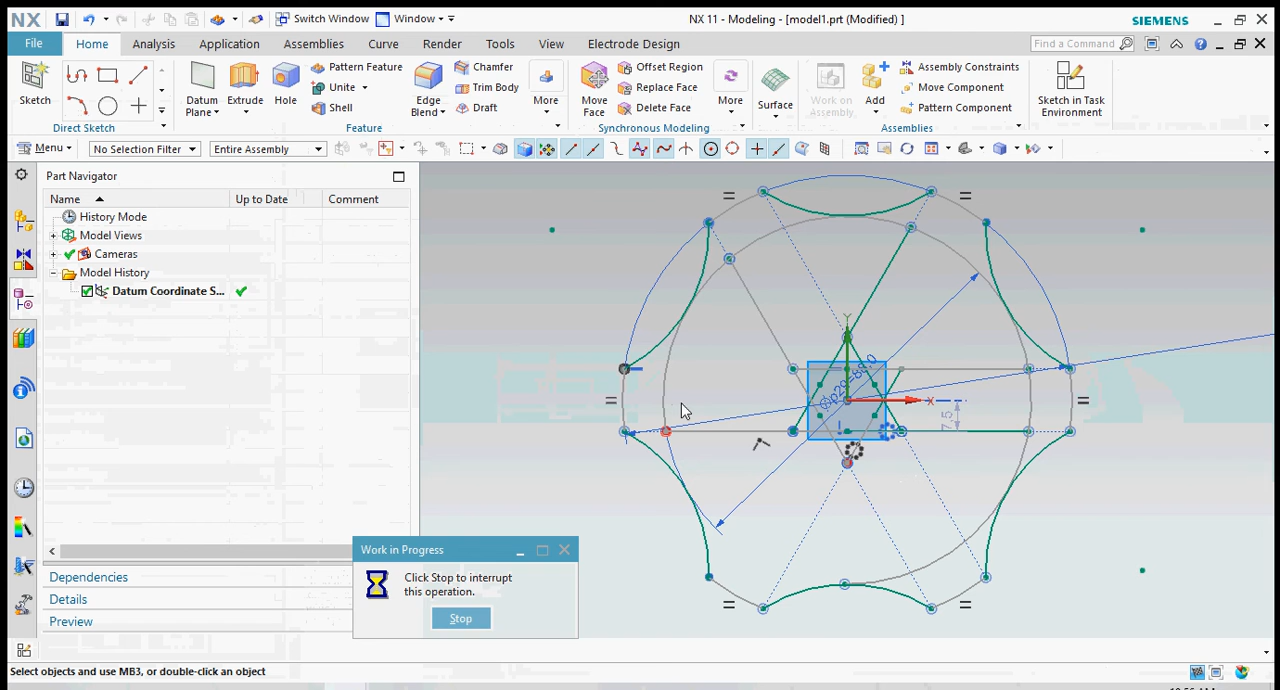 NX Switch Window Window NX 11 - Modeling - [model1.prt (Modified) ] SIEMENS
File Home Analysis Application Assemblies Curve Render Tools View Electrode Design Find a Command
Sketch Datum Plane Extrude Hole Pattern Feature Unite Shell Edge Blend Chamfer Trim Body Draft More Move Face Offset Region Replace Face Delete Face More Surface Work on Assembly Add Assembly Constraints Move Component Pattern Component Sketch in Task Environment
Direct Sketch Feature Synchronous Modeling Assemblies
Menu No Selection Filter Entire Assembly
Part Navigator
Name Up to Date Comment
History Mode
Model Views
Cameras
Model History
Datum Coordinate S...
Y
X
7.5
Work in Progress
Click Stop to interrupt
this operation.
Stop
Dependencies
Details
Preview
Select objects and use MB3, or double-click an object